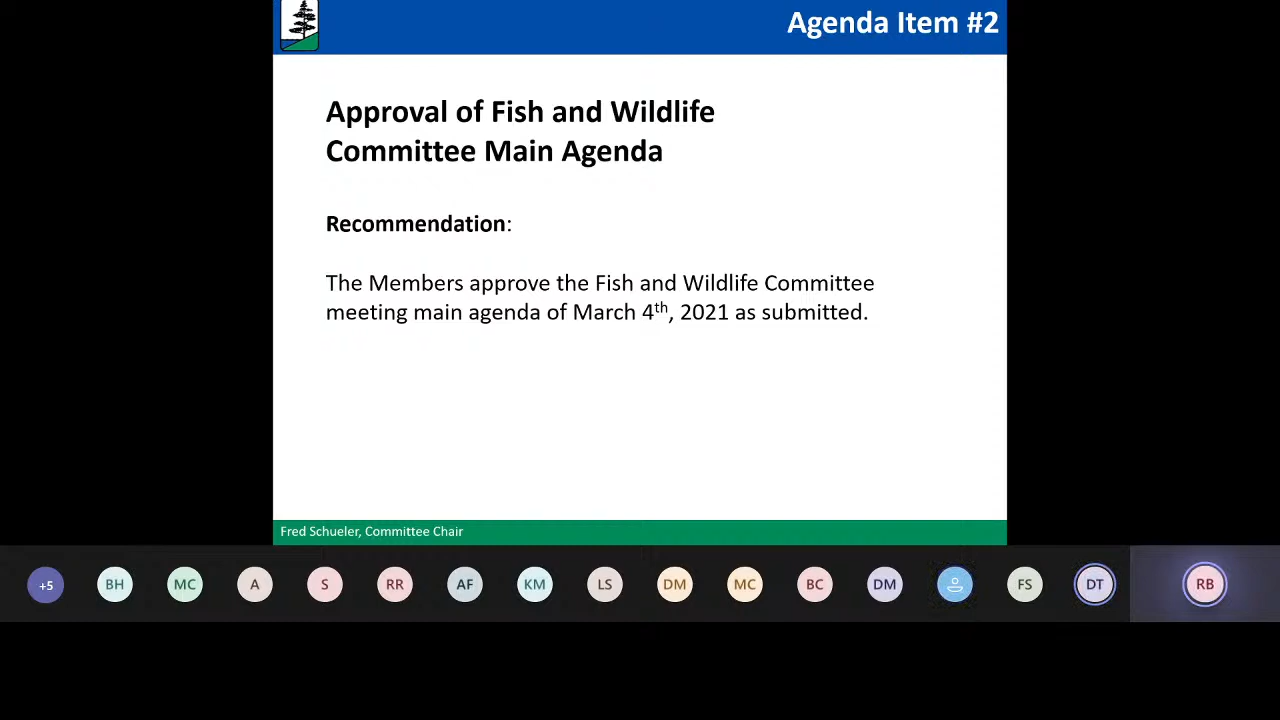 Agenda Item #2
Approval of Fish and Wildlife
Committee Main Agenda
Recommendation:
The Members approve the Fish and Wildlife Committee
meeting main agenda of March 4th, 2021 as submitted.
Fred Schueler, Committee Chair
+5 BH MC A S RR AF KM LS DM MC BC DM FS DT RB